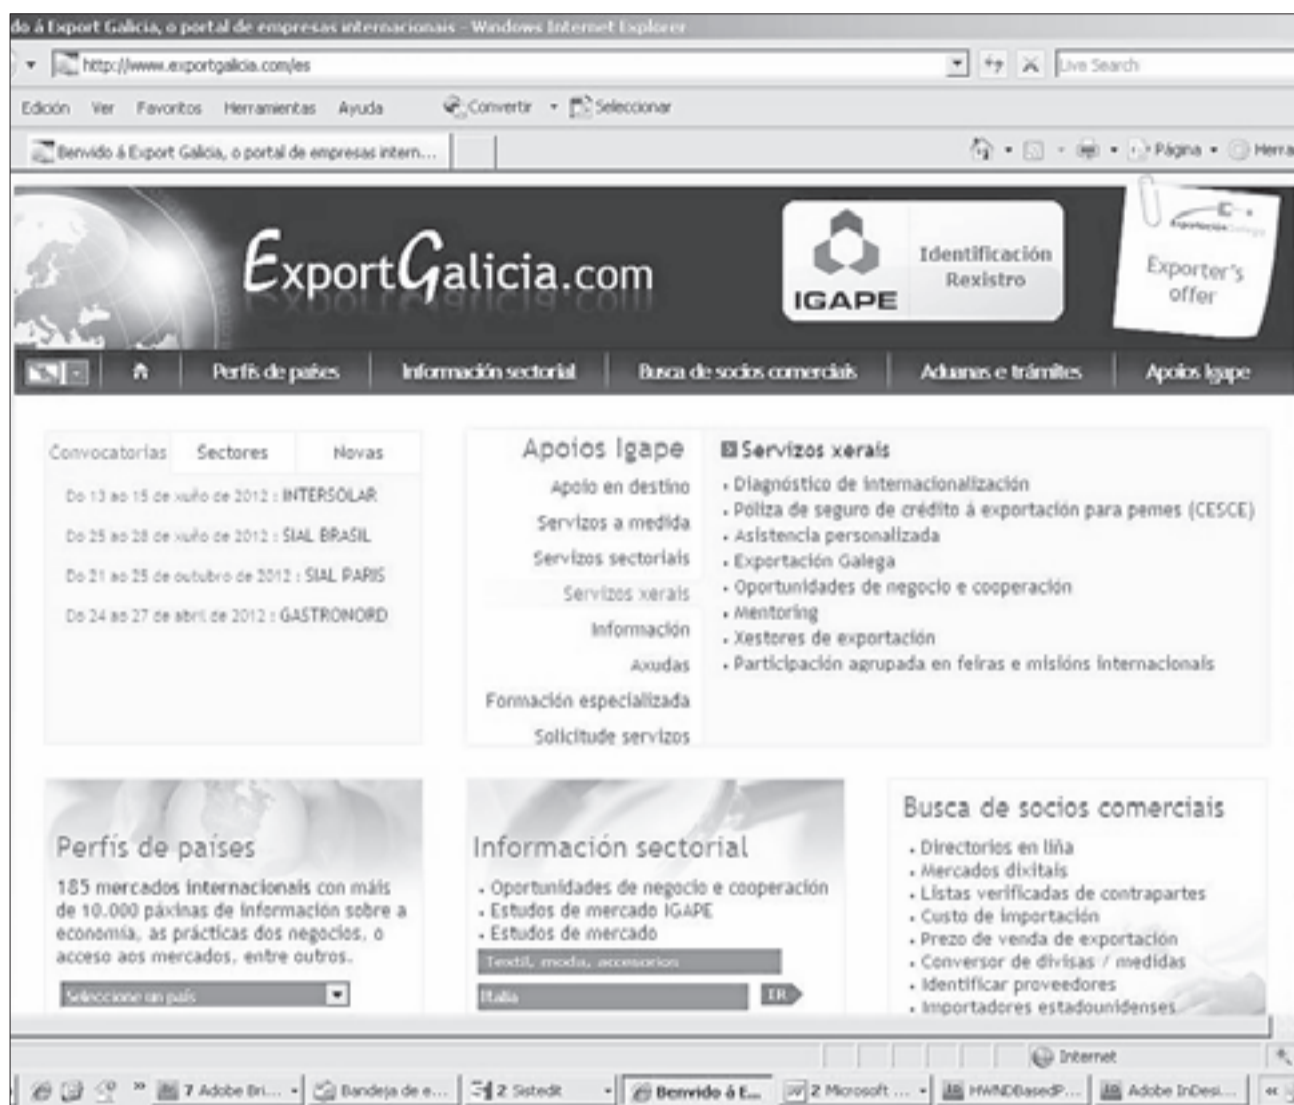 do á Export Galicia, o portal de empresas internacionais - Windows Internet Explorer
http://www.exportgalicia.com/es
Live Search
Edición Ver Favoritos Herramientas Ayuda Convertir Seleccionar
Benvido á Export Galicia, o portal de empresas intern...
Página Herra
ExportGalicia.com
IGAPE
Identificación
Rexistro
Exporter's
offer
Perfís de países Información sectorial Busca de socios comerciais Aduanas e trámites Apoios Igape
Convocatorias Sectores Novas
Do 13 ao 15 de xuño de 2012 : INTERSOLAR
Do 25 ao 28 de xuño de 2012 : SIAL BRASIL
Do 21 ao 25 de outubro de 2012 : SIAL PARIS
Do 24 ao 27 de abril de 2012 : GASTRONORD
Apoios Igape
Apoio en destino
Servizos a medida
Servizos sectoriais
Servizos xerais
Información
Axudas
Formación especializada
Solicitude servizos
Servizos xerais
• Diagnóstico de internacionalización
• Póliza de seguro de crédito á exportación para pemes (CESCE)
• Asistencia personalizada
• Exportación Galega
• Oportunidades de negocio e cooperación
• Mentoring
• Xestores de exportación
• Participación agrupada en feiras e misións internacionais
Perfís de países
185 mercados internacionais con máis
de 10.000 páxinas de información sobre a
economía, as prácticas dos negocios, o
acceso aos mercados, entre outros.
Seleccione un país
Información sectorial
• Oportunidades de negocio e cooperación
• Estudos de mercado IGAPE
• Estudos de mercado
Textil, moda, accesorios
Italia
IR
Busca de socios comerciais
• Directorios en liña
• Mercados dixitais
• Listas verificadas de contrapartes
• Custo de importación
• Prezo de venda de exportación
• Conversor de divisas / medidas
• Identificar proveedores
• Importadores estadounidenses
Internet
» 7 Adobe Bri... Bandeja de e... 2 Sistedit Benvido á E... 2 Microsoft ... HWNDBasedP... Adobe InDesi... «